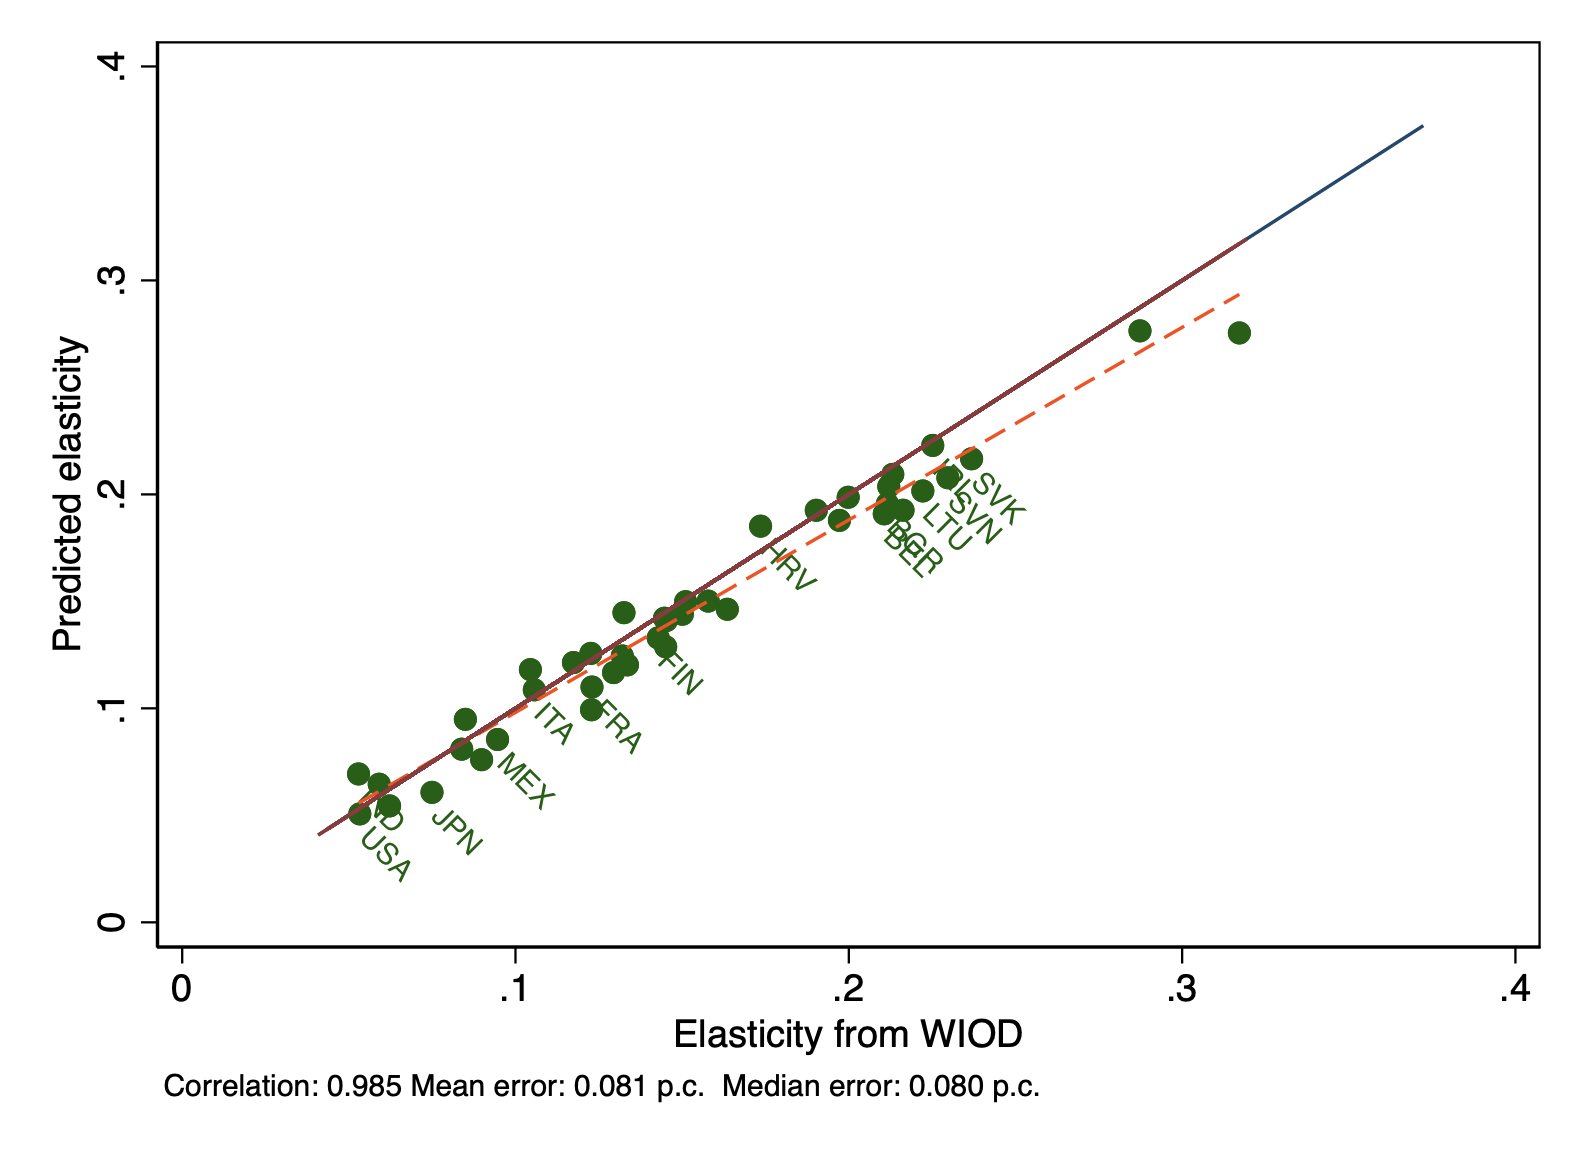 .4
.3
.2
.1
0
Predicted elasticity
SVK
SVN
LTU
BGR
BEL
HRV
FIN
FRA
ITA
MEX
JPN
USA
0 .1 .2 .3 .4
Elasticity from WIOD
Correlation: 0.985 Mean error: 0.081 p.c. Median error: 0.080 p.c.